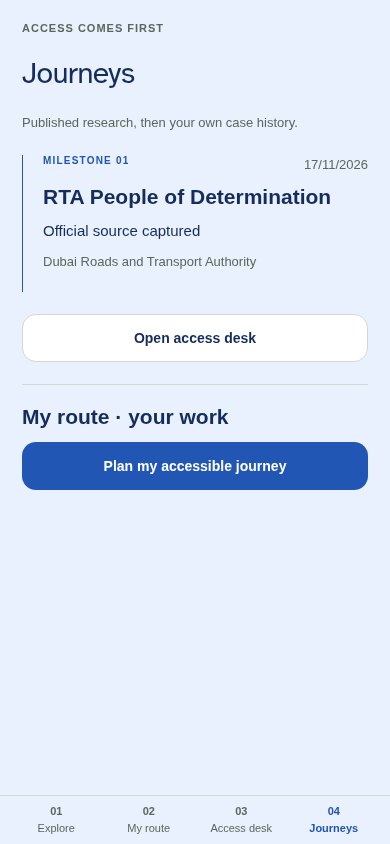 ACCESS COMES FIRST
Journeys
Published research, then your own case history.
MILESTONE 01
17/11/2026
RTA People of Determination
Official source captured
Dubai Roads and Transport Authority
Open access desk
My route · your work
Plan my accessible journey
01 02 03 04
Explore My route Access desk Journeys